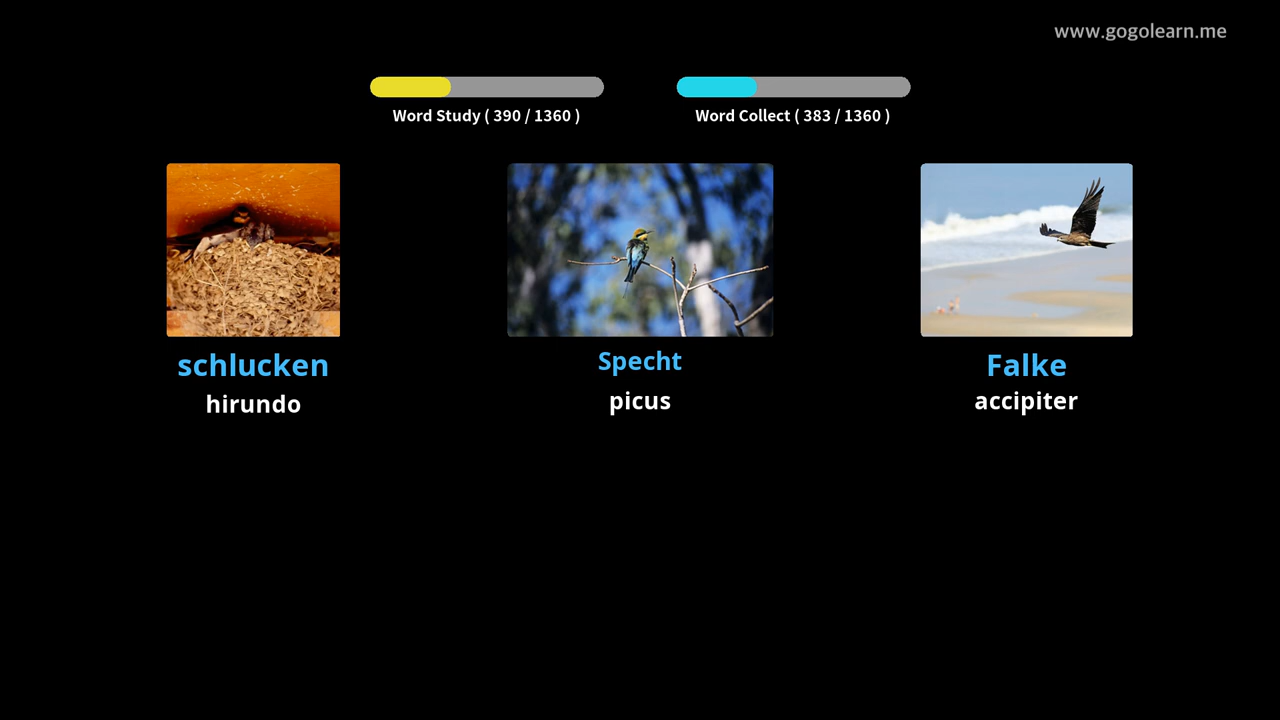 www.gogolearn.me
Word Study ( 390 / 1360 )
Word Collect ( 383 / 1360 )
schlucken
hirundo
Specht
picus
Falke
accipiter